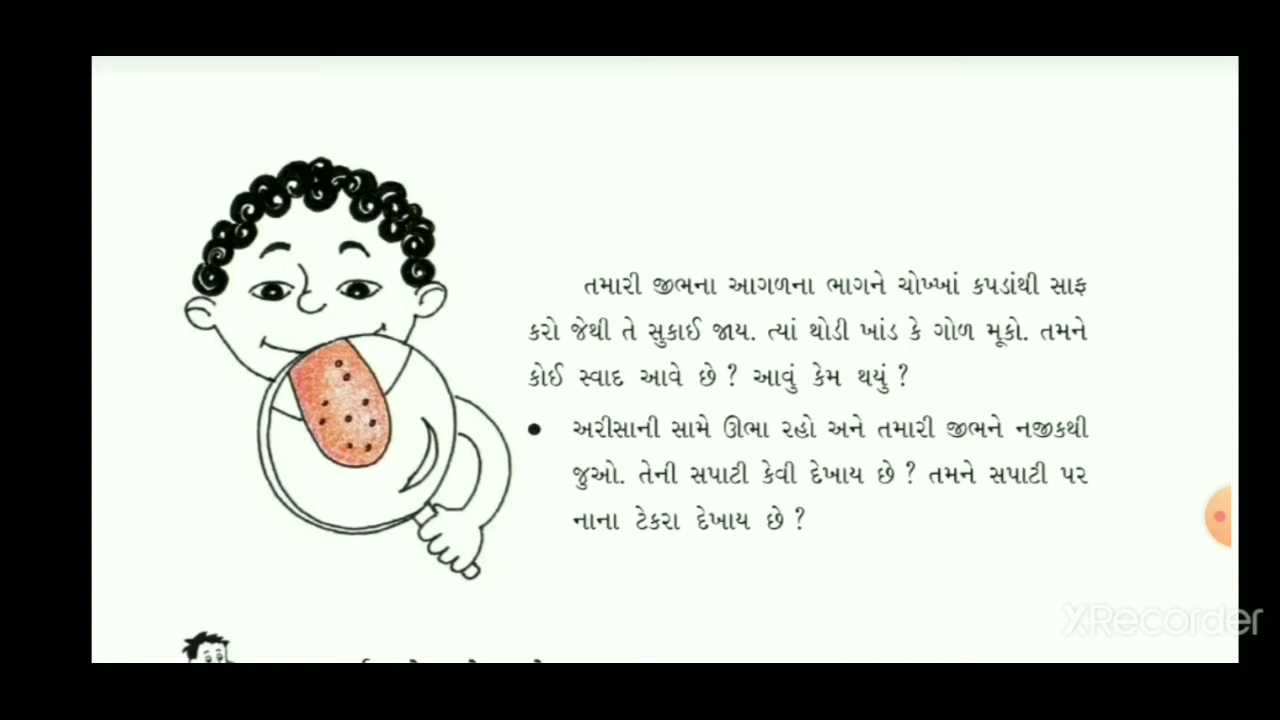 તમારી જીભના આગળના ભાગને ચોખ્ખાં કપડાંથી સાફ
કરો જેથી તે સુકાઈ જાય. ત્યાં થોડી ખાંડ કે ગોળ મૂકો. તમને
કોઈ સ્વાદ આવે છે ? આવું કેમ થયું ?
● અરીસાની સામે ઊભા રહો અને તમારી જીભને નજીકથી
જુઓ. તેની સપાટી કેવી દેખાય છે ? તમને સપાટી પર
નાના ટેકરા દેખાય છે ?
XRecorder